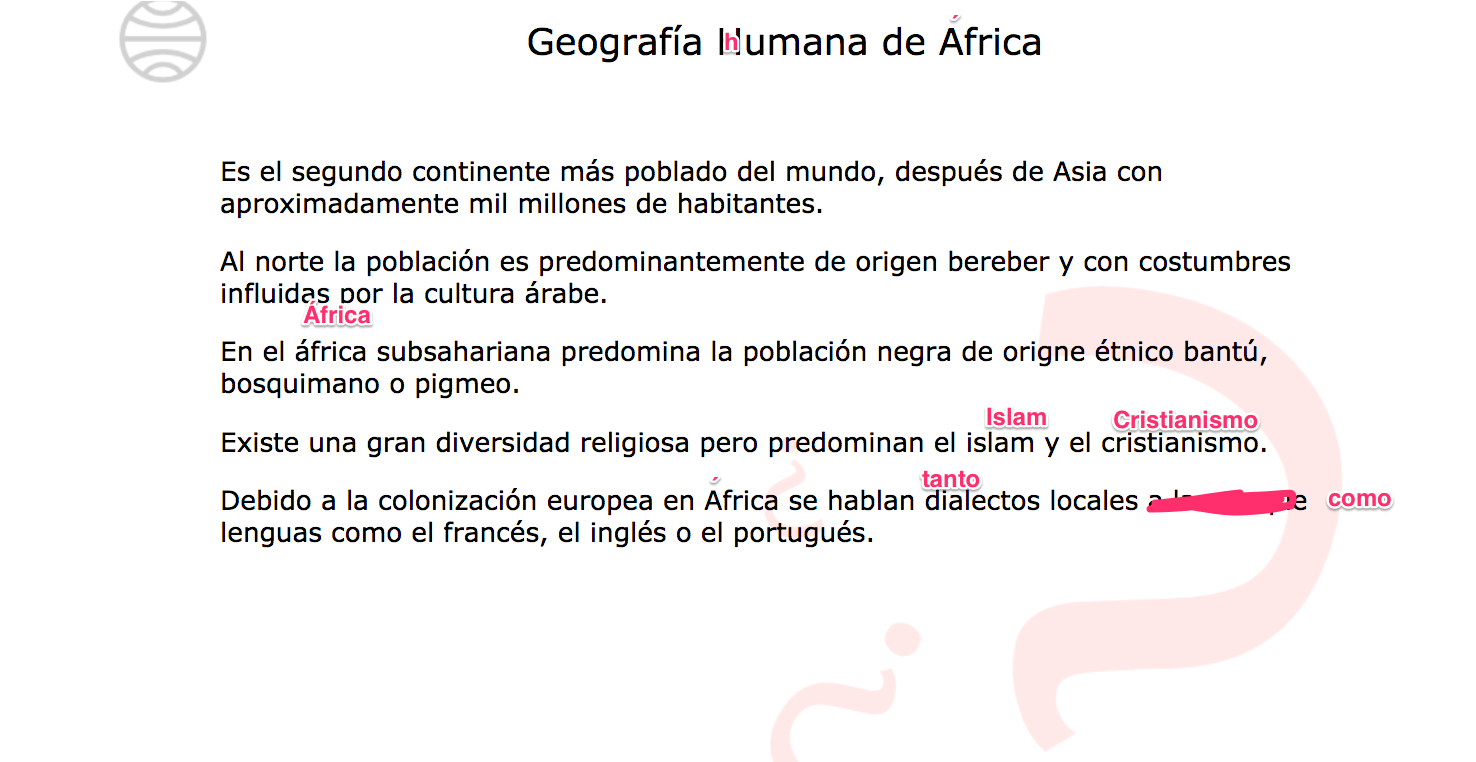 Geografía humana de África
Es el segundo continente más poblado del mundo, después de Asia con
aproximadamente mil millones de habitantes.
Al norte la población es predominantemente de origen bereber y con costumbres
influidas por la cultura árabe.
África
En el áfrica subsahariana predomina la población negra de origne étnico bantú,
bosquimano o pigmeo.
Islam Cristianismo
Existe una gran diversidad religiosa pero predominan el islam y el cristianismo.
tanto
Debido a la colonización europea en África se hablan dialectos locales como
lenguas como el francés, el inglés o el portugués.